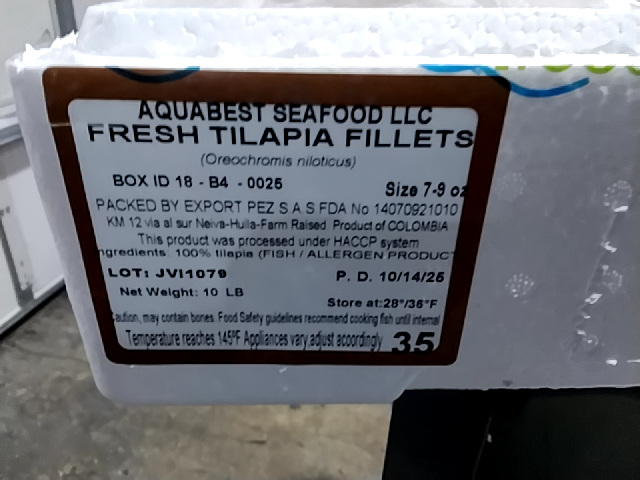 AQUABEST SEAFOOD LLC
FRESH TILAPIA FILLETS
(Oreochromis niloticus)
BOX ID 18 - B4 - 0025
Size 7-9 oz
PACKED BY EXPORT PEZ S.A.S FDA No 14070921010
KM 12 via al sur Neiva-Huila-Farm Raised. Product of COLOMBIA
This product was processed under HACCP system
ngredients: 100% tilapia (FISH / ALLERGEN PRODUCT
LOT: JVI1079
P. D. 10/14/25
Net Weight: 10 LB
Store at:28°/36°F
aution, may contain bones. Food Safety guidelines recommend cooking fish until internal
Temperature reaches 145°F Appliances vary,adjust accordingly
35